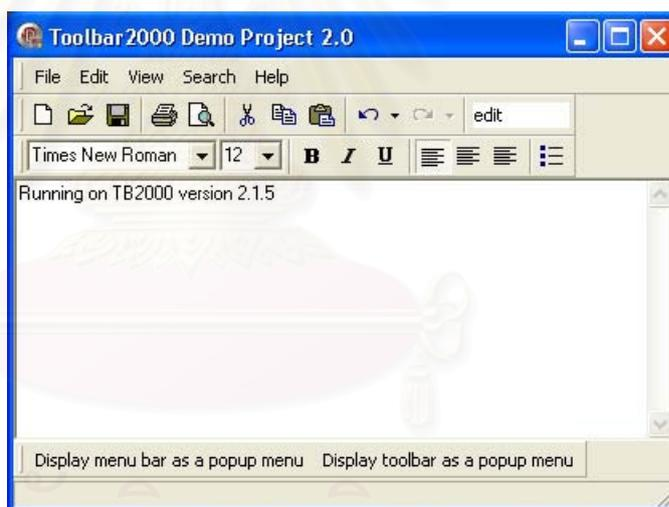 Toolbar2000 Demo Project 2.0
File Edit View Search Help
edit
Times New Roman 12 B I U
Running on TB2000 version 2.1.5
Display menu bar as a popup menu Display toolbar as a popup menu